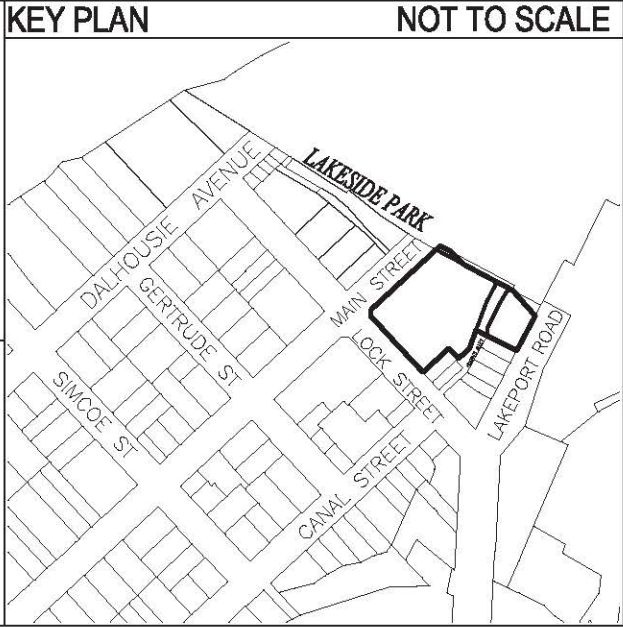 KEY PLAN NOT TO SCALE
LAKESIDE PARK
DALHOUSIE AVENUE
MAIN STREET
GERTRUDE ST
LOCK STREET
LAKEPORT ROAD
SIMCOE ST
CANAL STREET